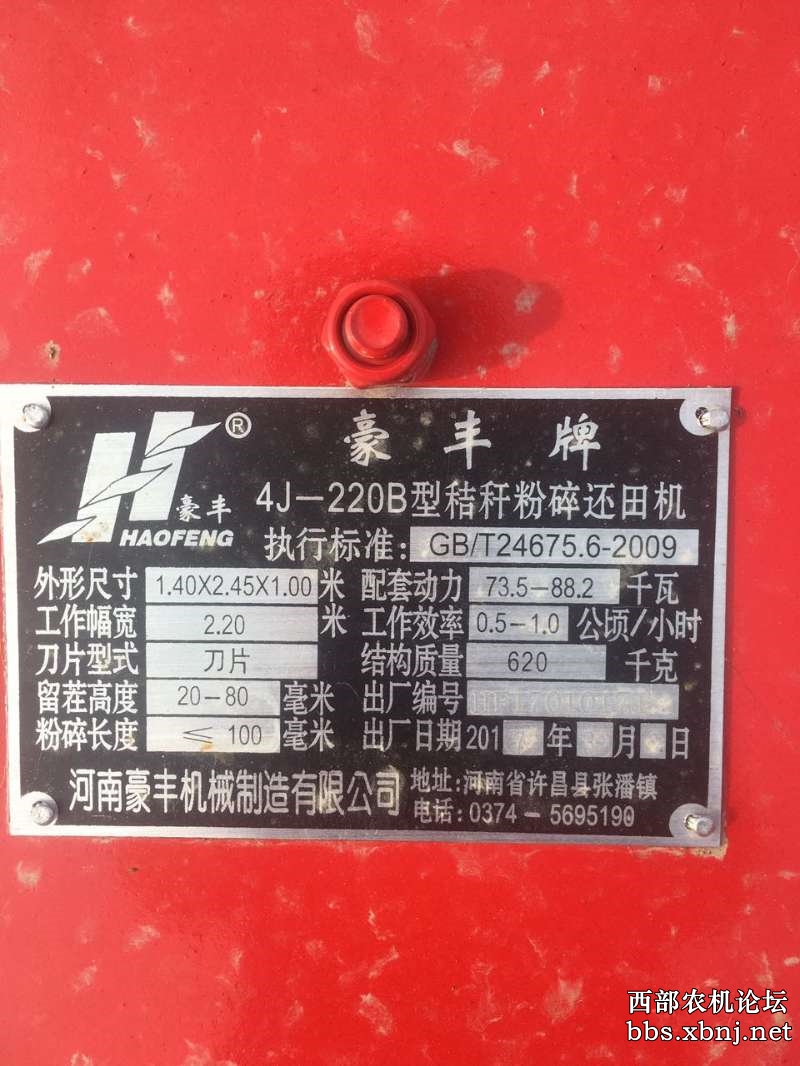 豪丰牌
豪丰
HAOFENG
®
4J-220B型秸秆粉碎还田机
执行标准: GB/T24675.6-2009
外形尺寸 1.40X2.45X1.00 米 配套动力 73.5-88.2 千瓦
工作幅宽 2.20 米 工作效率 0.5-1.0 公顷/小时
刀片型式 刀片 结构质量 620 千克
留茬高度 20-80 毫米 出厂编号
粉碎长度 ≤ 100 毫米 出厂日期 201 年 月 日
河南豪丰机械制造有限公司 地址:河南省许昌县张潘镇
电话:0374-5695190
西部农机论坛
bbs.xbnj.net